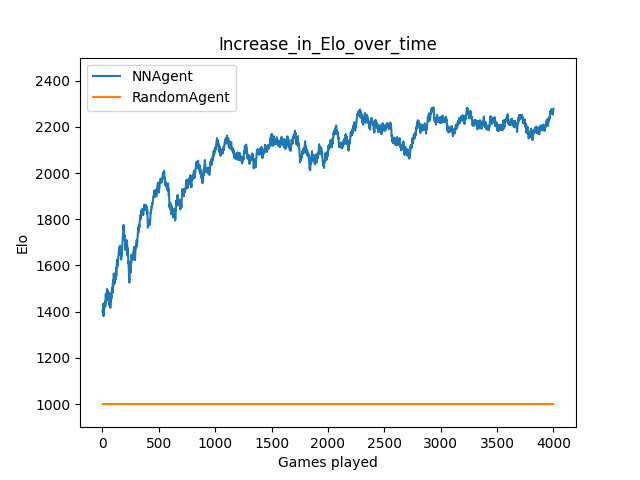 Increase_in_Elo_over_time
NNAgent
RandomAgent
2400
2200
2000
1800
1600
1400
1200
1000
Elo
0 500 1000 1500 2000 2500 3000 3500 4000
Games played